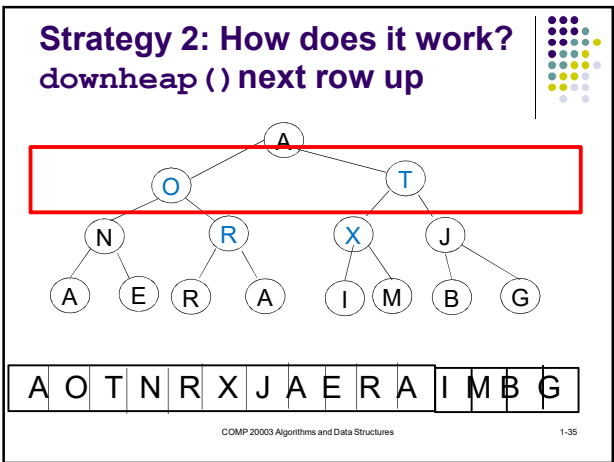 Strategy 2: How does it work?
downheap() next row up
A
O T
N R X J
A E R A I M B G
A O T N R X J A E R A I M B G
COMP 20003 Algorithms and Data Structures 1-35